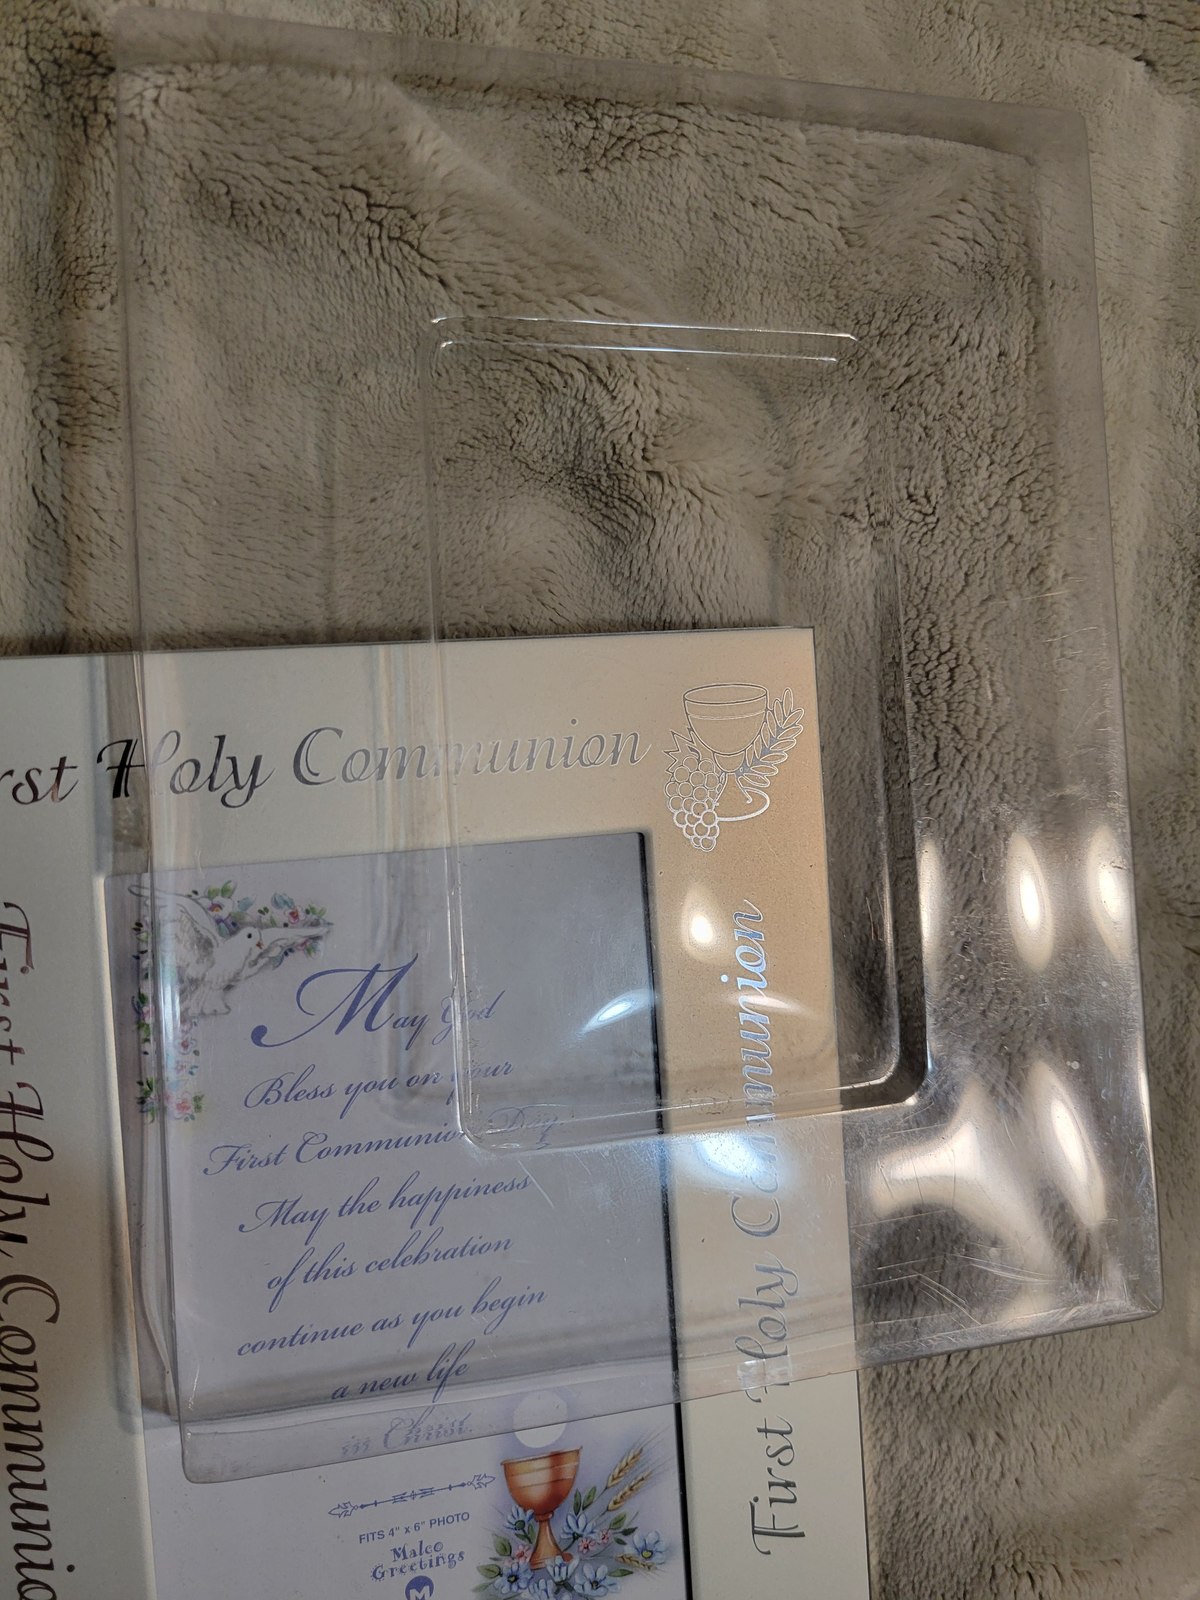 rst Holy Communion
First Holy Communion
May God
Bless you on your
First Communion Day.
May the happiness
of this celebration
continue as you begin
a new life
in Christ.
FITS 4" x 6" PHOTO
Malco
Greetings
M
First Holy Communion